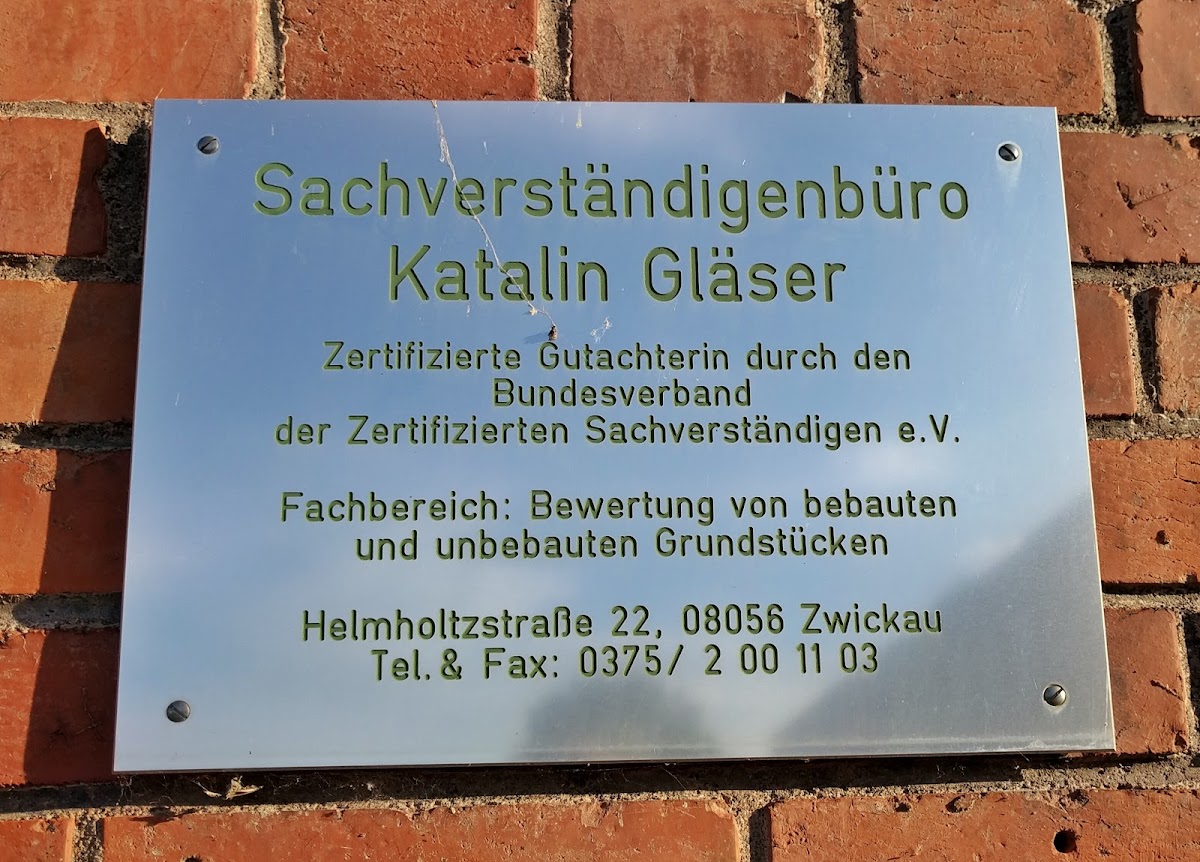 Sachverständigenbüro
Katalin Gläser
Zertifizierte Gutachterin durch den
Bundesverband
der Zertifizierten Sachverständigen e.V.
Fachbereich: Bewertung von bebauten
und unbebauten Grundstücken
Helmholtzstraße 22, 08056 Zwickau
Tel. & Fax: 0375/ 2 00 11 03